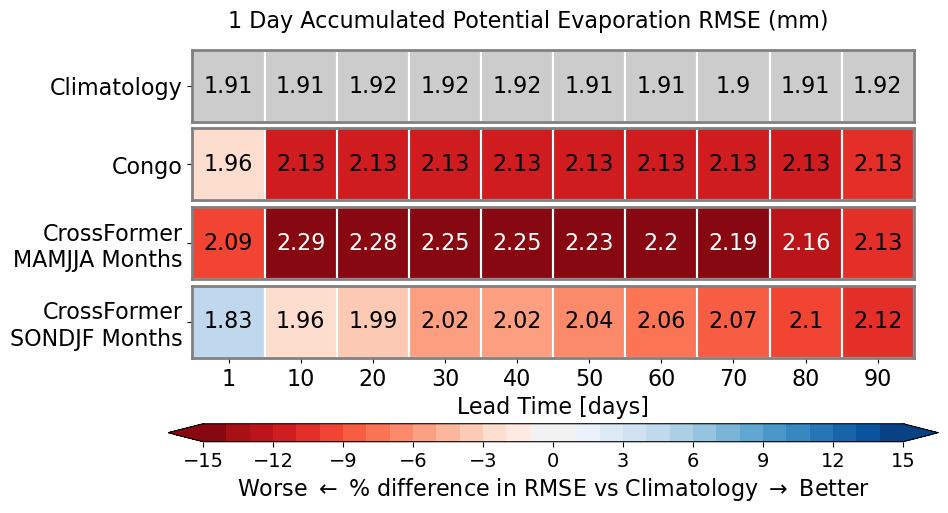 1 Day Accumulated Potential Evaporation RMSE (mm)
Climatology 1.91 1.91 1.92 1.92 1.92 1.91 1.91 1.9 1.91 1.92
Congo 1.96 2.13 2.13 2.13 2.13 2.13 2.13 2.13 2.13 2.13
CrossFormer
MAMJJA Months 2.09 2.29 2.28 2.25 2.25 2.23 2.2 2.19 2.16 2.13
CrossFormer
SONDJF Months 1.83 1.96 1.99 2.02 2.02 2.04 2.06 2.07 2.1 2.12
1 10 20 30 40 50 60 70 80 90
Lead Time [days]
−15 −12 −9 −6 −3 0 3 6 9 12 15
Worse ← % difference in RMSE vs Climatology → Better